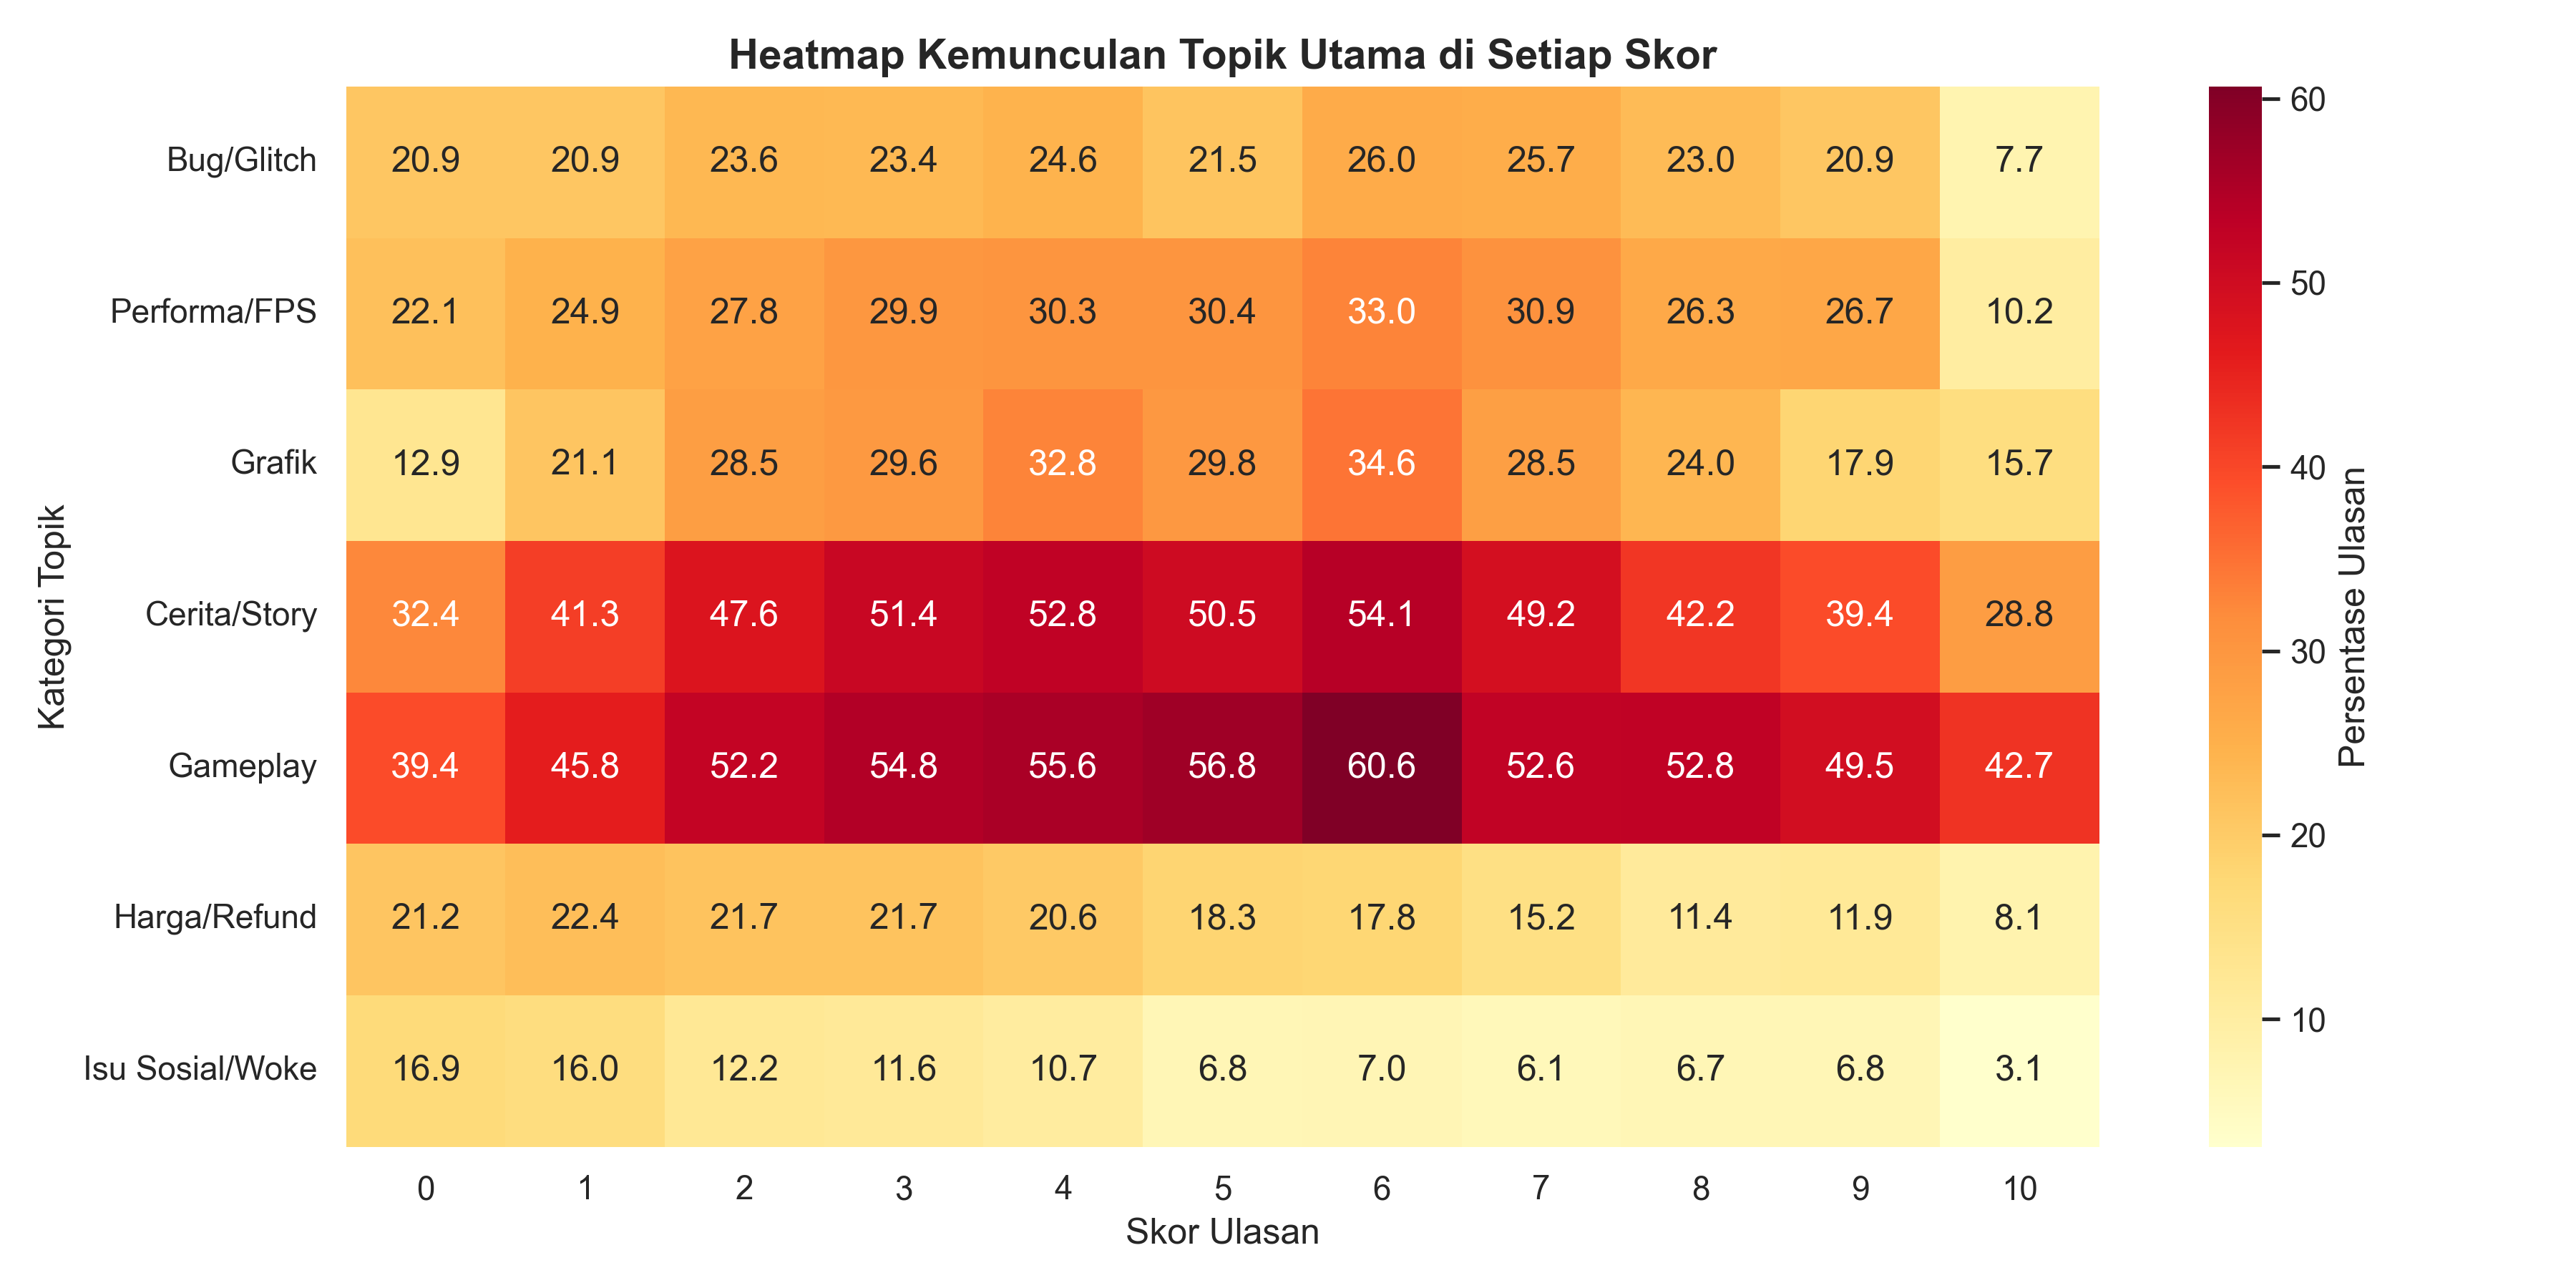 Heatmap Kemunculan Topik Utama di Setiap Skor
Kategori Topik
Bug/Glitch 20.9 20.9 23.6 23.4 24.6 21.5 26.0 25.7 23.0 20.9 7.7
Performa/FPS 22.1 24.9 27.8 29.9 30.3 30.4 33.0 30.9 26.3 26.7 10.2
Grafik 12.9 21.1 28.5 29.6 32.8 29.8 34.6 28.5 24.0 17.9 15.7
Cerita/Story 32.4 41.3 47.6 51.4 52.8 50.5 54.1 49.2 42.2 39.4 28.8
Gameplay 39.4 45.8 52.2 54.8 55.6 56.8 60.6 52.6 52.8 49.5 42.7
Harga/Refund 21.2 22.4 21.7 21.7 20.6 18.3 17.8 15.2 11.4 11.9 8.1
Isu Sosial/Woke 16.9 16.0 12.2 11.6 10.7 6.8 7.0 6.1 6.7 6.8 3.1
0 1 2 3 4 5 6 7 8 9 10
Skor Ulasan
60
50
40
30
20
10
Persentase Ulasan